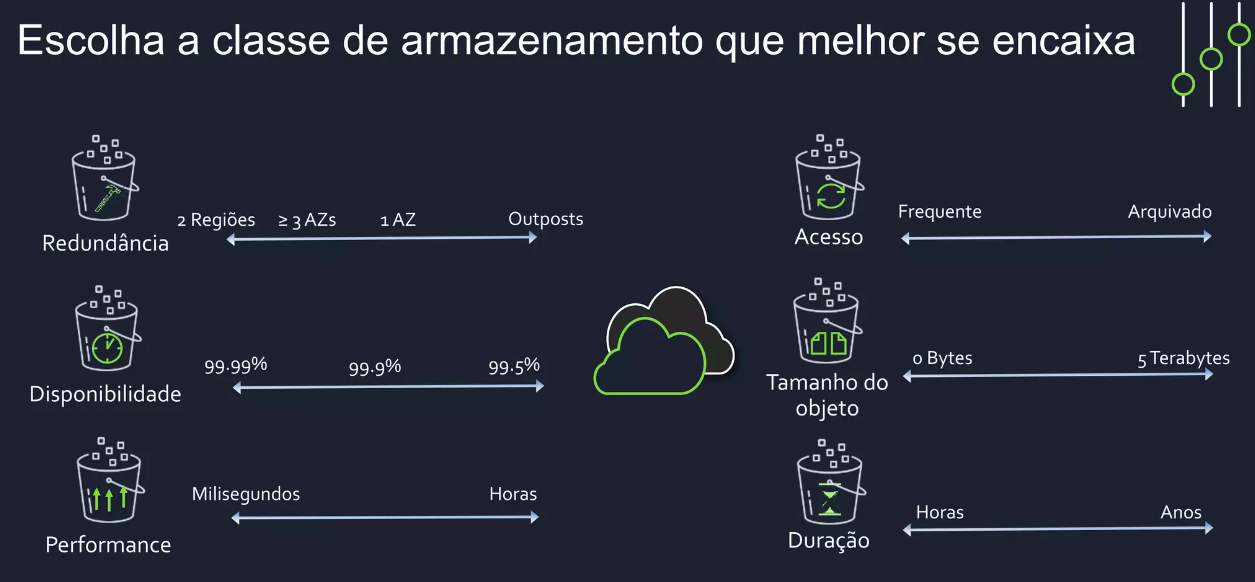 Escolha a classe de armazenamento que melhor se encaixa
2 Regiões ≥ 3 AZs 1 AZ Outposts
Redundância
99.99% 99.9% 99.5%
Disponibilidade
Milisegundos Horas
Performance
Frequente Arquivado
Acesso
0 Bytes 5 Terabytes
Tamanho do
objeto
Horas Anos
Duração